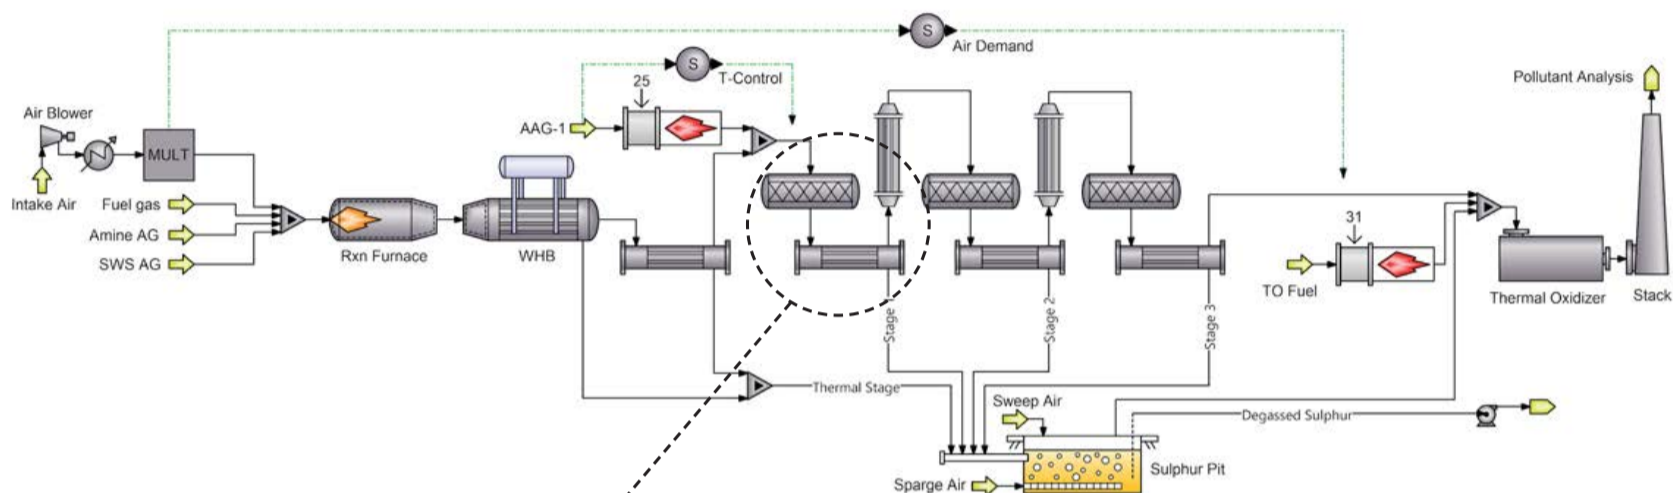 S
Air Demand
S
T-Control
Pollutant Analysis
25
Air Blower
AAG-1
MULT
Intake Air
Fuel gas
Amine AG
SWS AG
Rxn Furnace
WHB
31
TO Fuel
Thermal Oxidizer
Stack
Stage
Stage 2
Stage 3
Thermal Stage
Sweep Air
Degassed Sulphur
Sulphur Pit
Sparge Air